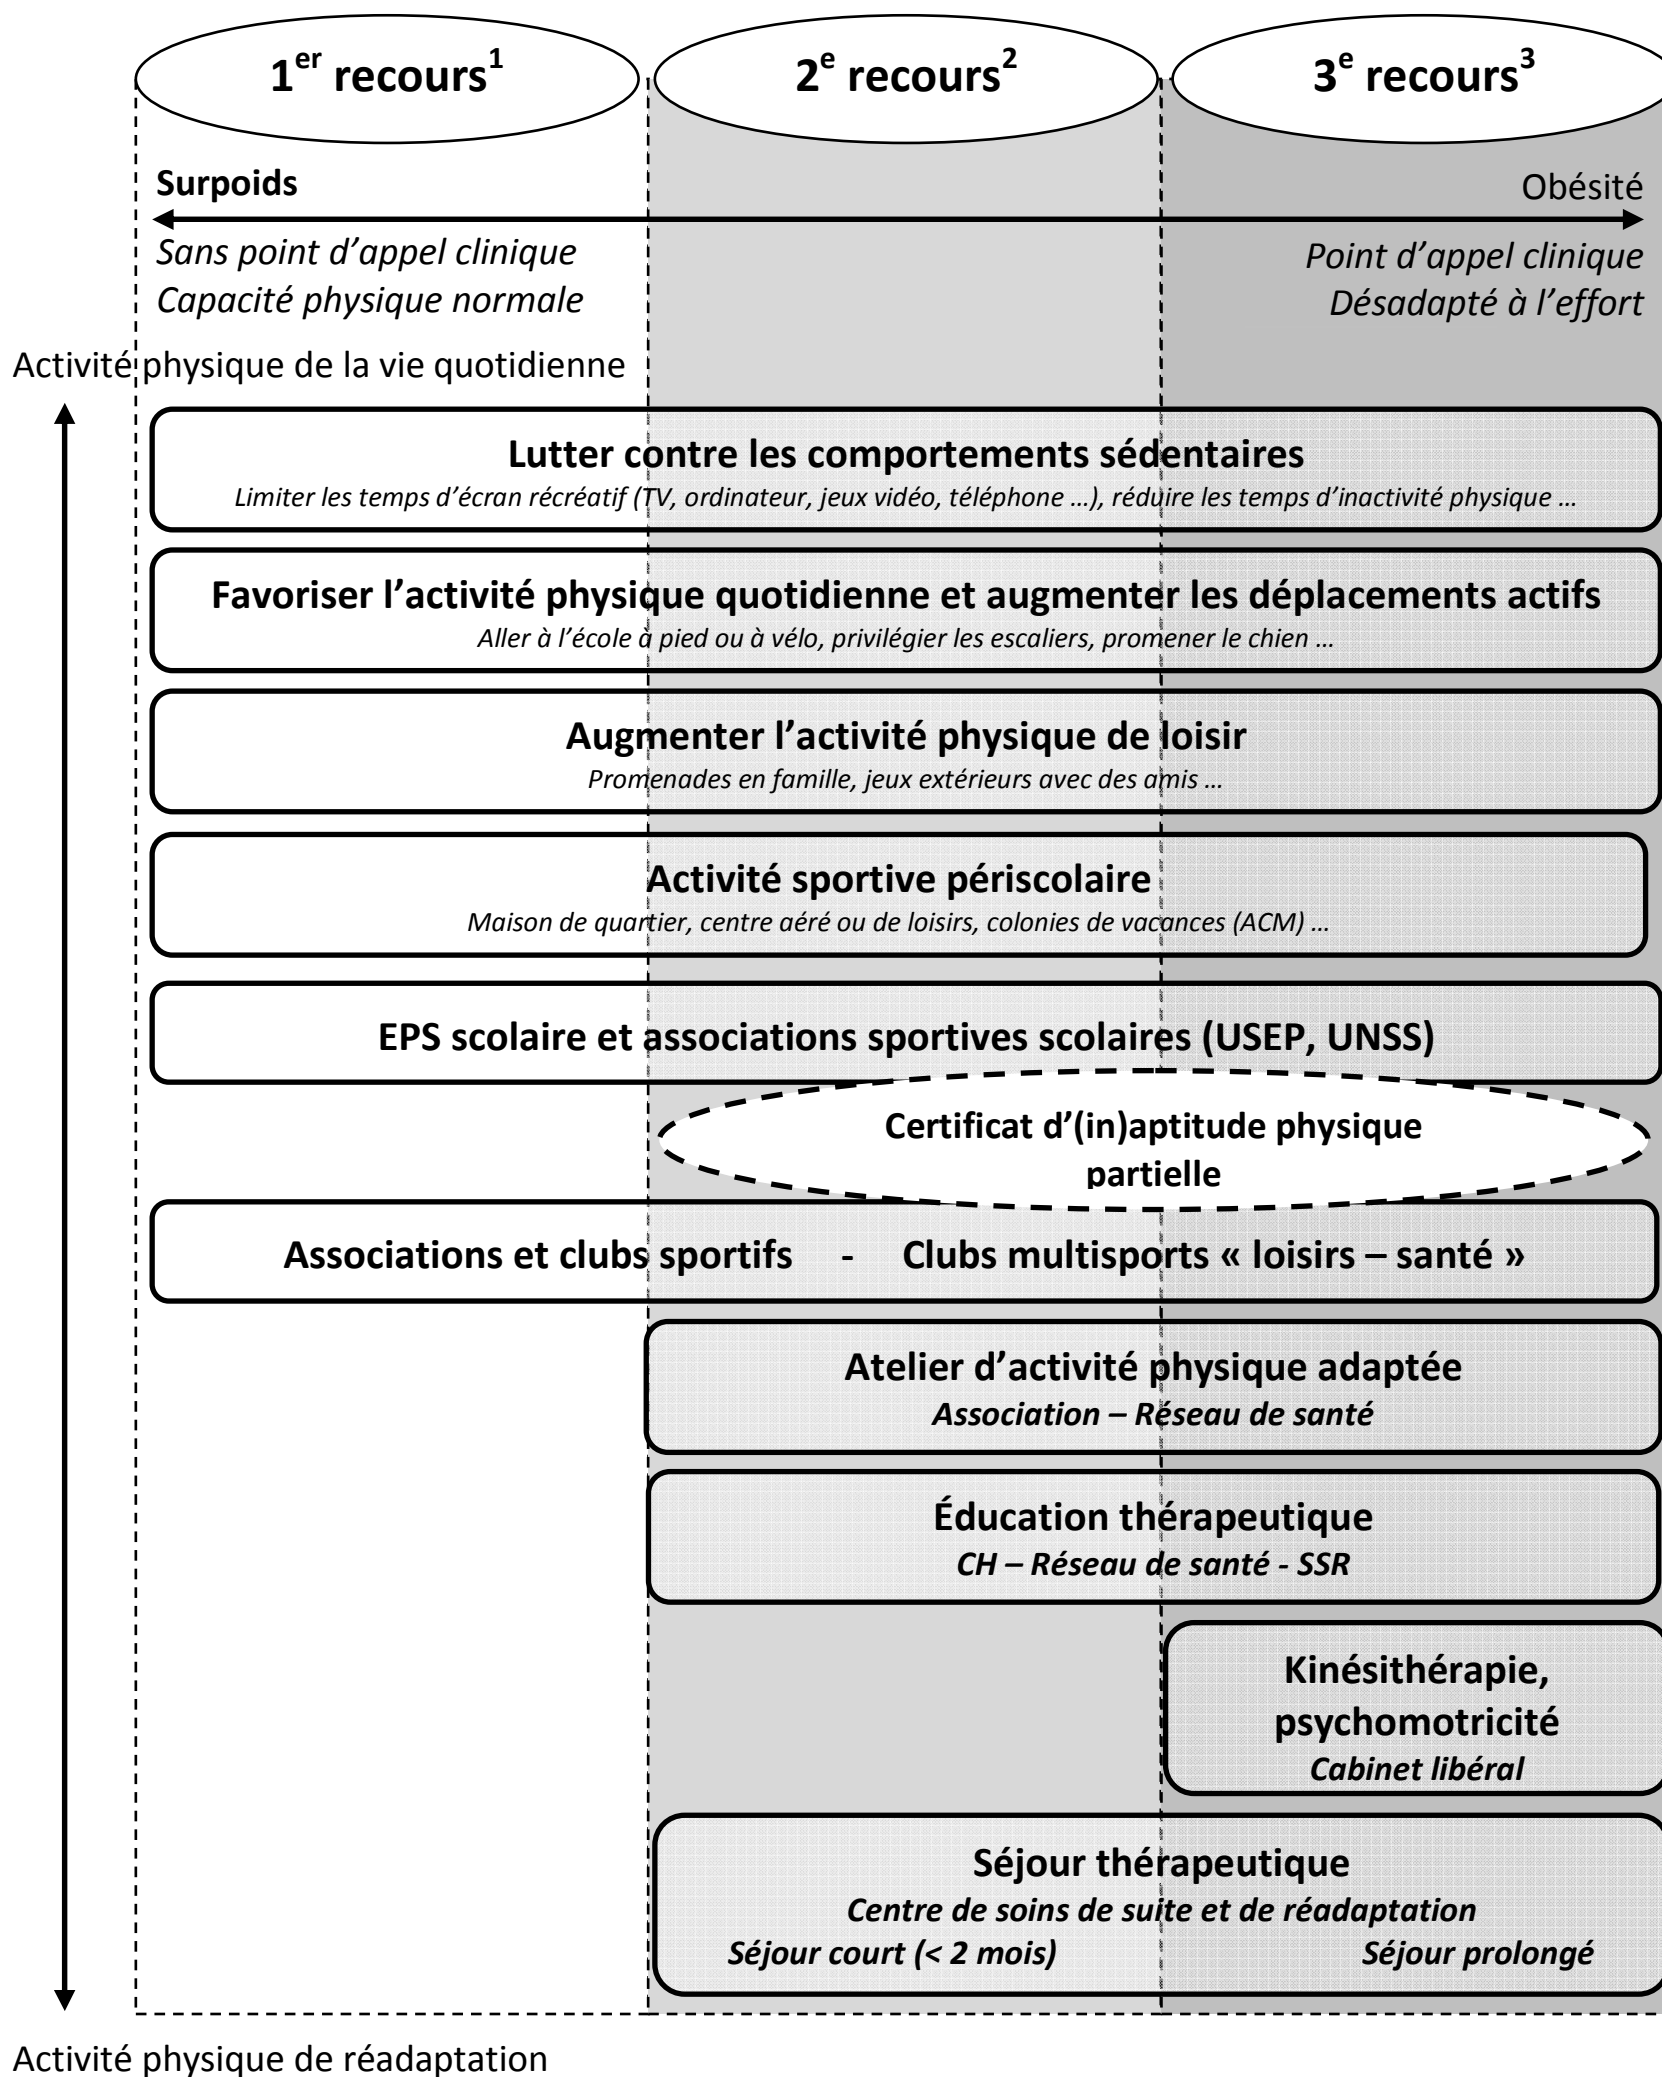 1er recours1
2e recours2
3e recours3
Surpoids
Obésité
Sans point d’appel clinique
Capacité physique normale
Point d’appel clinique
Désadapté à l’effort
Activité physique de la vie quotidienne
Lutter contre les comportements sédentaires
Limiter les temps d’écran récréatif (TV, ordinateur, jeux vidéo, téléphone …), réduire les temps d’inactivité physique …
Favoriser l’activité physique quotidienne et augmenter les déplacements actifs
Aller à l’école à pied ou à vélo, privilégier les escaliers, promener le chien …
Augmenter l’activité physique de loisir
Promenades en famille, jeux extérieurs avec des amis …
Activité sportive périscolaire
Maison de quartier, centre aéré ou de loisirs, colonies de vacances (ACM) …
EPS scolaire et associations sportives scolaires (USEP, UNSS)
Certificat d’(in)aptitude physique
partielle
Associations et clubs sportifs - Clubs multisports « loisirs – santé »
Atelier d’activité physique adaptée
Association – Réseau de santé
Éducation thérapeutique
CH – Réseau de santé - SSR
Kinésithérapie,
psychomotricité
Cabinet libéral
Séjour thérapeutique
Centre de soins de suite et de réadaptation
Séjour court (< 2 mois) Séjour prolongé
Activité physique de réadaptation